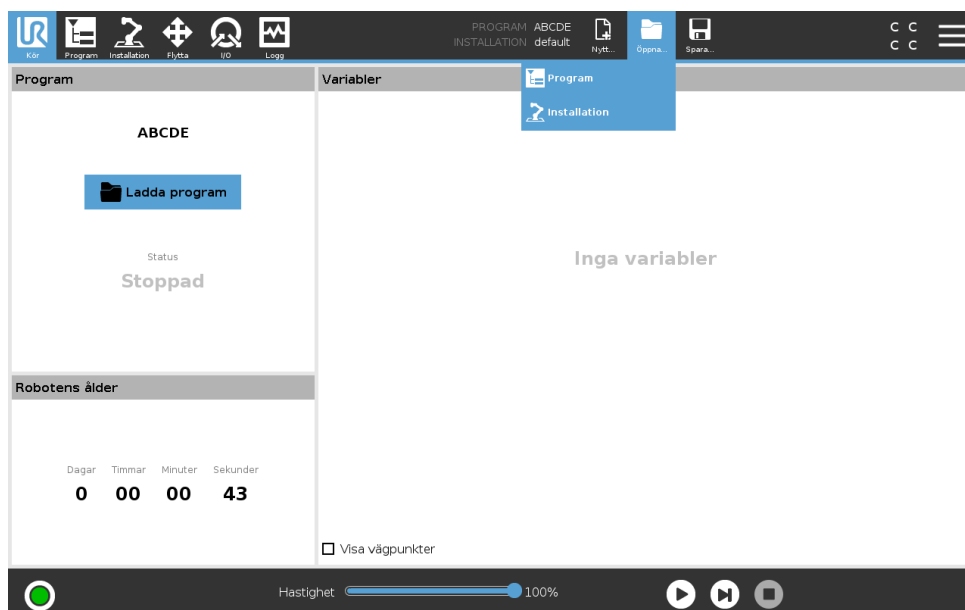 UR
Kör
Program
Installation
Flytta
I/O
Logg
PROGRAM ABCDE
INSTALLATION default
Nytt...
Öppna...
Spara...
C C
C C
Program
Installation
Program
ABCDE
Ladda program
Status
Stoppad
Variabler
Inga variabler
Robotens ålder
Dagar Timmar Minuter Sekunder
0 00 00 43
Visa vägpunkter
Hastighet 100%